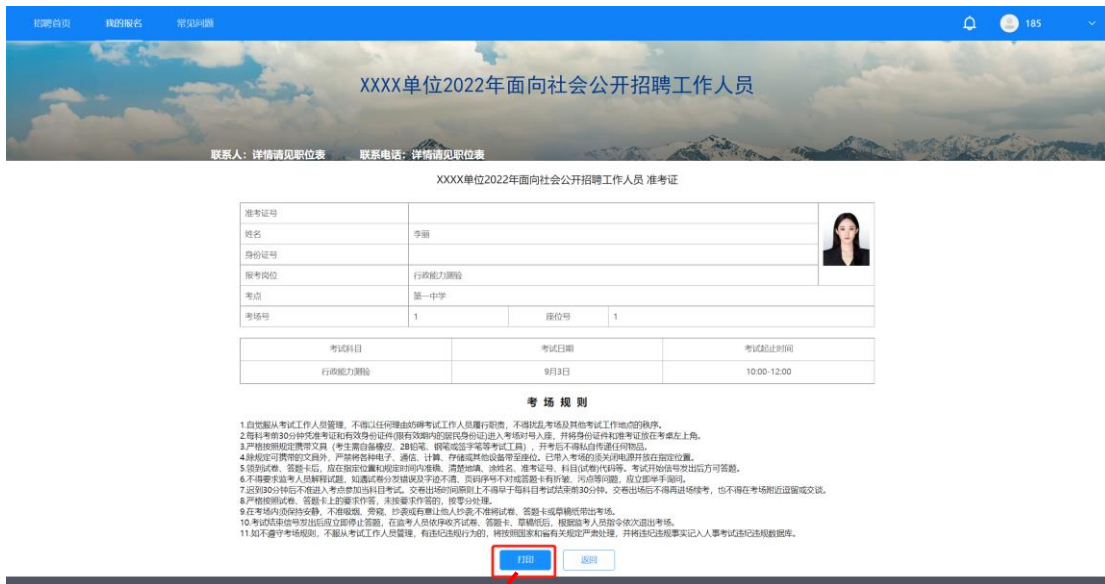 招聘首页 我的报名 常见问题 185
XXXX单位2022年面向社会公开招聘工作人员
联系人：详情请见职位表 联系电话：详情请见职位表
XXXX单位2022年面向社会公开招聘工作人员 准考证
准考证号
姓名 李丽
身份证号
报考岗位 行政能力测验
考点 第一中学
考场号 1 座位号 1
考试科目 考试日期 考试起止时间
行政能力测验 9月3日 10:00-12:00
考 场 规 则
1.自觉服从考试工作人员管理，不得以任何理由妨碍考试工作人员履行职责，不得扰乱考场及其他考试工作地点的秩序。
2.每科考前30分钟凭准考证和有效身份证件(限有效期内的居民身份证)进入考场对号入座，并将身份证件和准考证放在考桌左上角。
3.严格按照规定携带文具（考生需自备橡皮、2B铅笔、钢笔或签字笔等考试工具），开考后不得私自传递任何物品。
4.除规定可携带的文具外，严禁将各种电子、通信、计算、存储或其他设备带至座位。已带入考场的须关闭电源并放在指定位置。
5.领到试卷、答题卡后，应在指定位置和规定时间内准确、清楚地填、涂姓名、准考证号、科目(试卷)代码等。考试开始信号发出后方可答题。
6.不得要求监考人员解释试题，如遇试卷分发错误及字迹不清、页码序号不对或答题卡有折皱、污点等问题，应立即举手询问。
7.迟到30分钟后不准进入考点参加当科目考试。交卷出场时间原则上不得早于每科目考试结束前30分钟。交卷出场后不得再进场续考，也不得在考场附近逗留或交谈。
8.严格按照试卷、答题卡上的要求作答，未按要求作答的，按零分处理。
9.在考场内须保持安静，不准吸烟、旁窥、抄袭或有意让他人抄袭;不准将试卷、答题卡或草稿纸带出考场。
10.考试结束信号发出后应立即停止答题，在监考人员依序收齐试卷、答题卡、草稿纸后，根据监考人员指令依次退出考场。
11.如不遵守考场规则，不服从考试工作人员管理，有违纪违规行为的，将按照国家和省有关规定严肃处理，并将违纪违规事实记入人事考试违纪违规数据库。
打印 返回